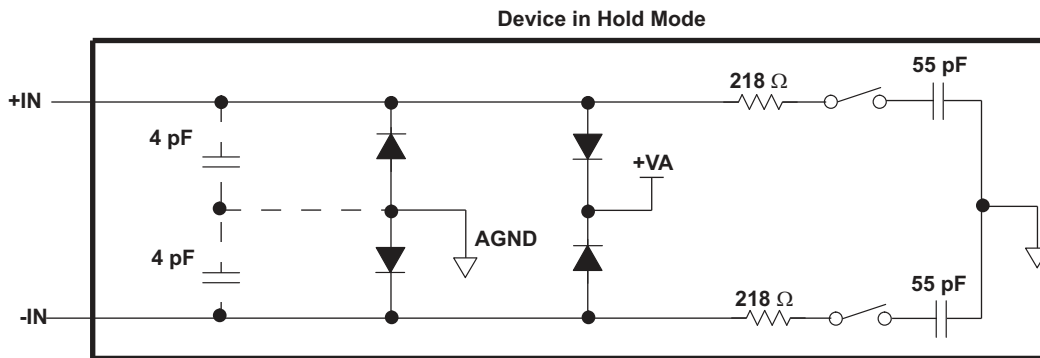 Device in Hold Mode
55 pF
218 Ω
+IN
4 pF
+VA
AGND
4 pF
55 pF
218 Ω
-IN